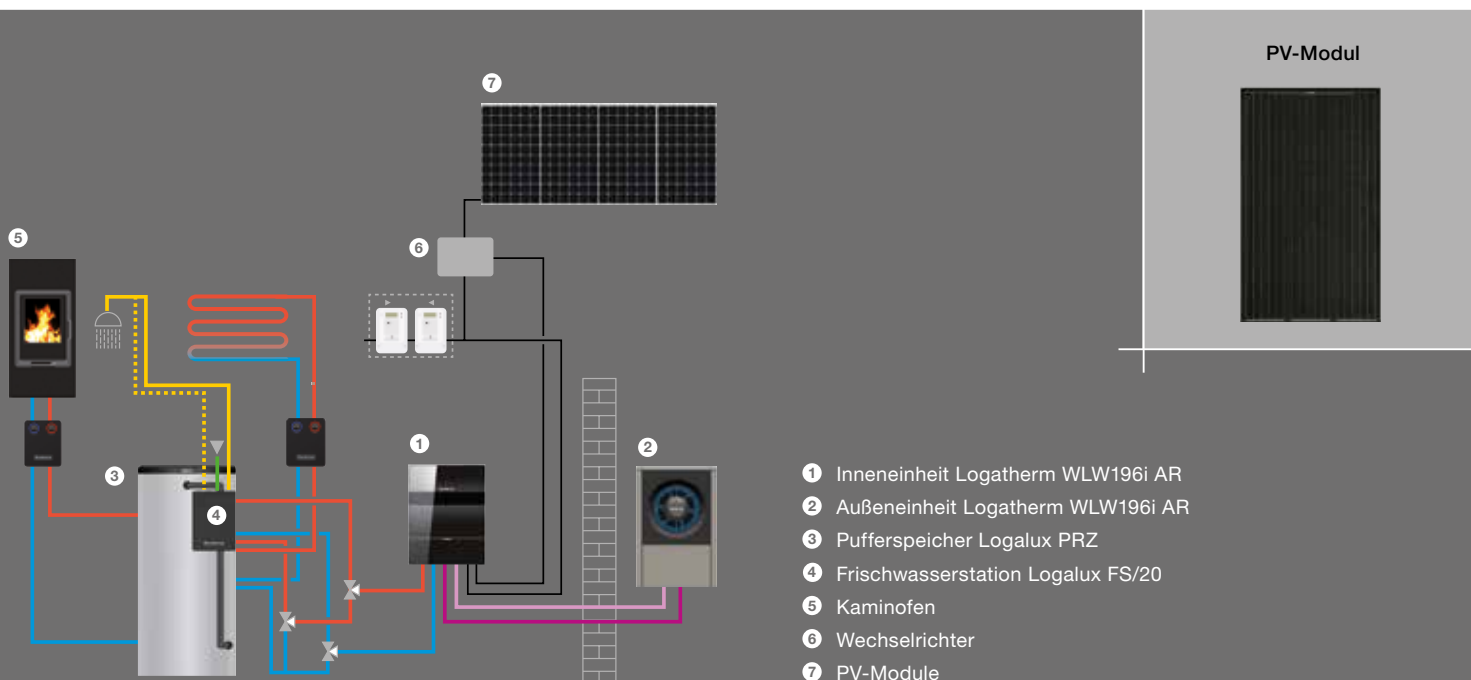 PV-Modul
7
6
5
3
4
1
2
1 Inneneinheit Logatherm WLW196i AR
2 Außeneinheit Logatherm WLW196i AR
3 Pufferspeicher Logalux PRZ
4 Frischwasserstation Logalux FS/20
5 Kaminofen
6 Wechselrichter
7 PV-Module